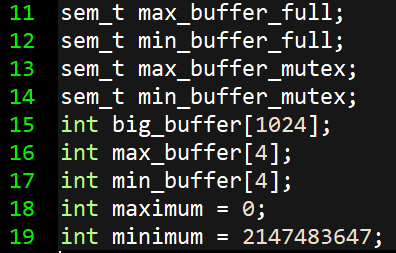 11 sem_t max_buffer_full;
12 sem_t min_buffer_full;
13 sem_t max_buffer_mutex;
14 sem_t min_buffer_mutex;
15 int big_buffer[1024];
16 int max_buffer[4];
17 int min_buffer[4];
18 int maximum = 0;
19 int minimum = 2147483647;